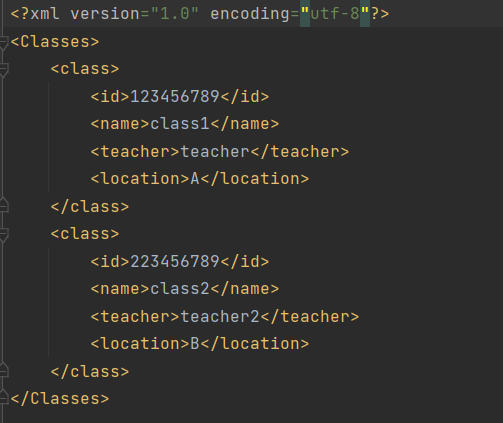 <?xml version="1.0" encoding="utf-8"?>
<Classes>
    <class>
        <id>123456789</id>
        <name>class1</name>
        <teacher>teacher</teacher>
        <location>A</location>
    </class>
    <class>
        <id>223456789</id>
        <name>class2</name>
        <teacher>teacher2</teacher>
        <location>B</location>
    </class>
</Classes>